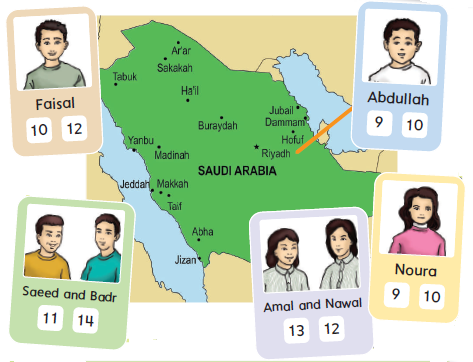 Faisal
10 12
Abdullah
9 10
Ar'ar
Sakakah
Tabuk
Ha'il
Jubail
Dammam
Buraydah
Hofuf
Yanbu
Madinah
Riyadh
SAUDI ARABIA
Jeddah
Makkah
Taif
Abha
Jizan
Saeed and Badr
11 14
Amal and Nawal
13 12
Noura
9 10